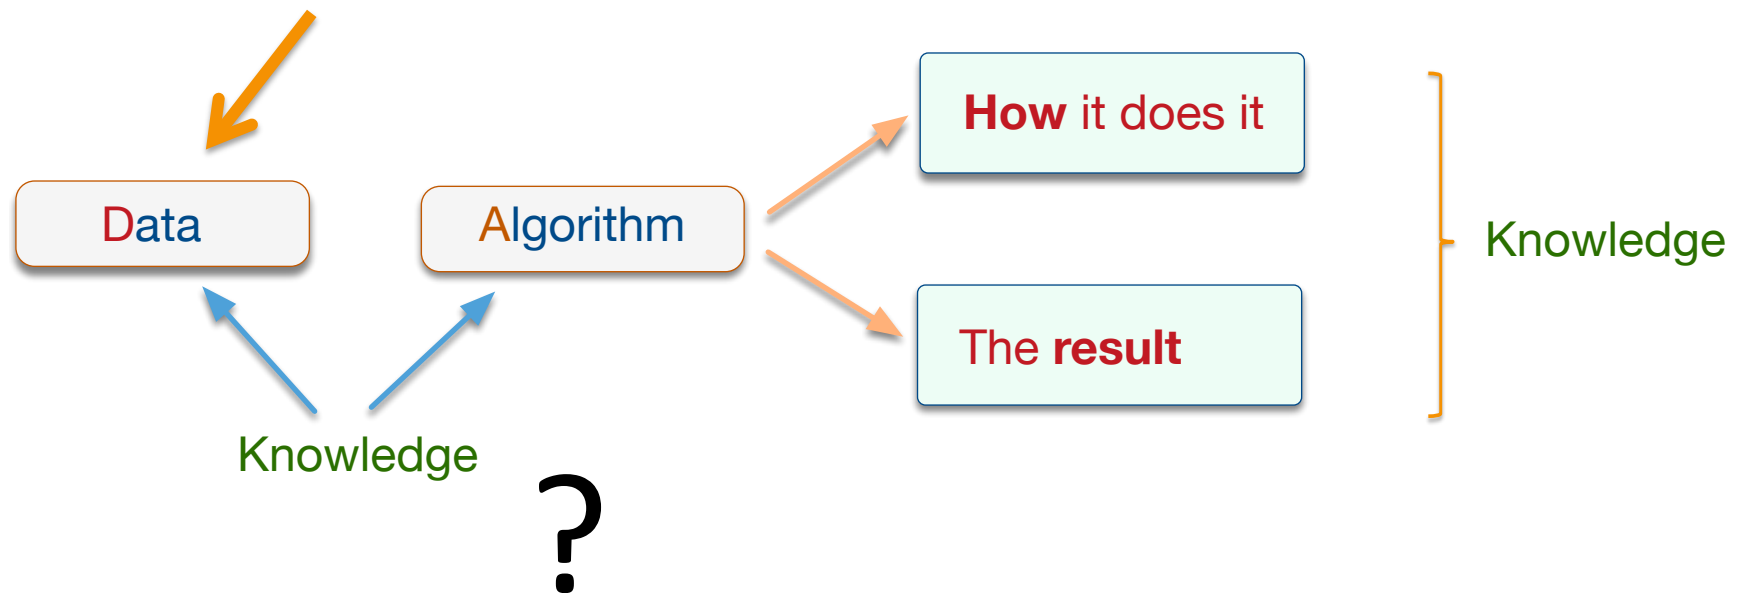 How it does it
Data
Algorithm
Knowledge
The result
Knowledge
?